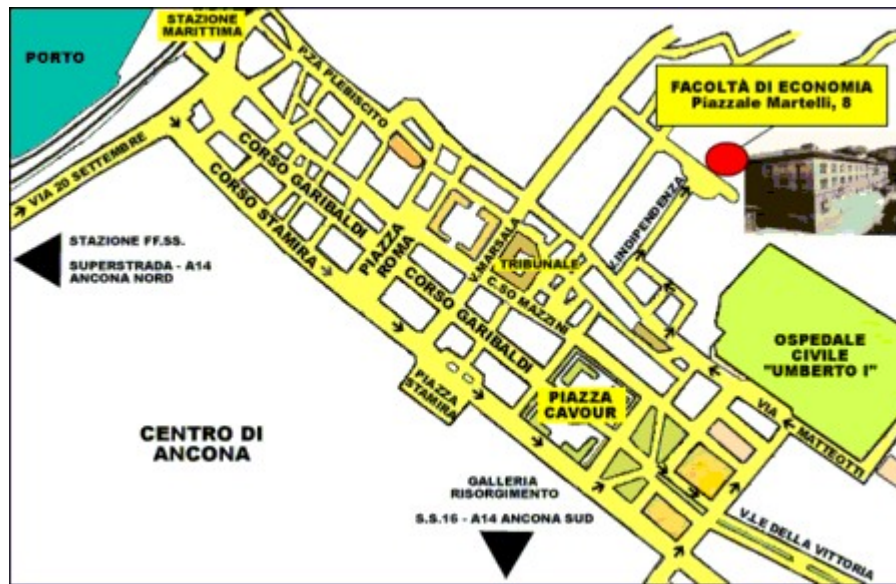 STAZIONE
MARITTIMA
PORTO
P.ZA PLEBISCITO
FACOLTÀ DI ECONOMIA
Piazzale Martelli, 8
VIA 20 SETTEMBRE
CORSO GARIBALDI
CORSO STAMIRA
PIAZZA
ROMA
V.MARSALA
TRIBUNALE
V.INDIPENDENZA
C.SO MAZZINI
CORSO GARIBALDI
STAZIONE FF.SS.
SUPERSTRADA - A14
ANCONA NORD
PIAZZA
STAMIRA
PIAZZA
CAVOUR
OSPEDALE
CIVILE
"UMBERTO I"
VIA MATTEOTTI
CENTRO DI
ANCONA
GALLERIA
RISORGIMENTO
S.S.16 - A14 ANCONA SUD
V.LE DELLA VITTORIA